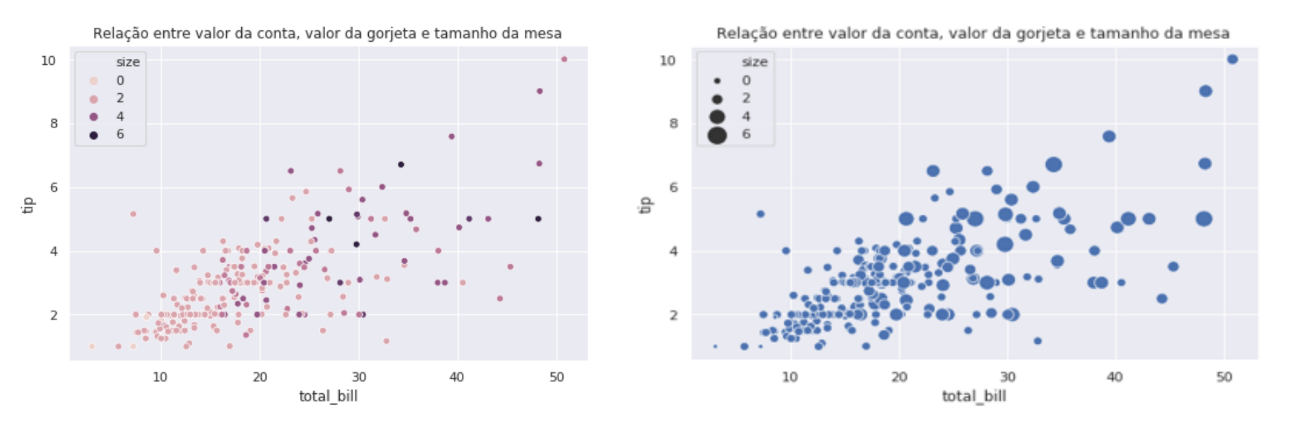 Relação entre valor da conta, valor da gorjeta e tamanho da mesa
size
0
2
4
6
10
8
6
4
2
tip
10 20 30 40 50
total_bill
Relação entre valor da conta, valor da gorjeta e tamanho da mesa
size
0
2
4
6
10
8
6
4
2
tip
10 20 30 40 50
total_bill